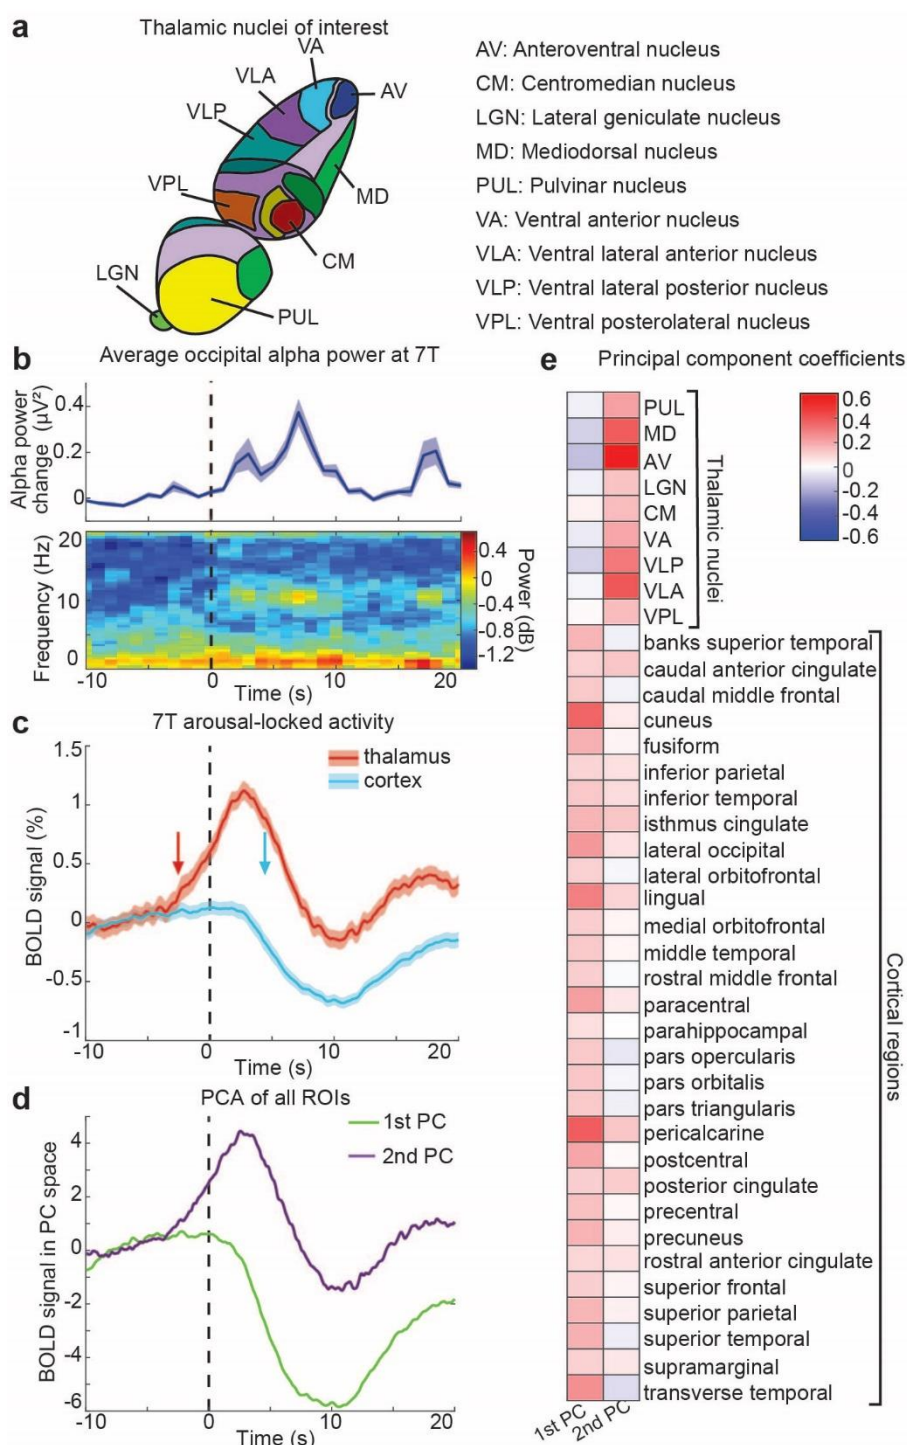 a
Thalamic nuclei of interest
VA
VLA
AV
VLP
VPL
MD
CM
LGN
PUL
AV: Anteroventral nucleus
CM: Centromedian nucleus
LGN: Lateral geniculate nucleus
MD: Mediodorsal nucleus
PUL: Pulvinar nucleus
VA: Ventral anterior nucleus
VLA: Ventral lateral anterior nucleus
VLP: Ventral lateral posterior nucleus
VPL: Ventral posterolateral nucleus
b
Average occipital alpha power at 7T
Alpha power
change (µV²)
0.4
0.2
0
Frequency (Hz)
20
10
0
0.4
0
-0.4
-0.8
-1.2
Power (dB)
-10
0
10
20
Time (s)
c
7T arousal-locked activity
thalamus
cortex
BOLD signal (%)
1.5
1
0.5
0
-0.5
-1
-10
0
10
20
Time (s)
d
PCA of all ROIs
1st PC
2nd PC
BOLD signal in PC space
4
2
0
-2
-4
-6
-10
0
10
20
Time (s)
e
Principal component coefficients
0.6
0.4
0.2
0
-0.2
-0.4
-0.6
PUL
MD
AV
LGN
CM
VA
VLP
VLA
VPL
Thalamic nuclei
banks superior temporal
caudal anterior cingulate
caudal middle frontal
cuneus
fusiform
inferior parietal
inferior temporal
isthmus cingulate
lateral occipital
lateral orbitofrontal
lingual
medial orbitofrontal
middle temporal
rostral middle frontal
paracentral
parahippocampal
pars opercularis
pars orbitalis
pars triangularis
pericalcarine
postcentral
posterior cingulate
precentral
precuneus
rostral anterior cingulate
superior frontal
superior parietal
superior temporal
supramarginal
transverse temporal
Cortical regions
1st PC
2nd PC